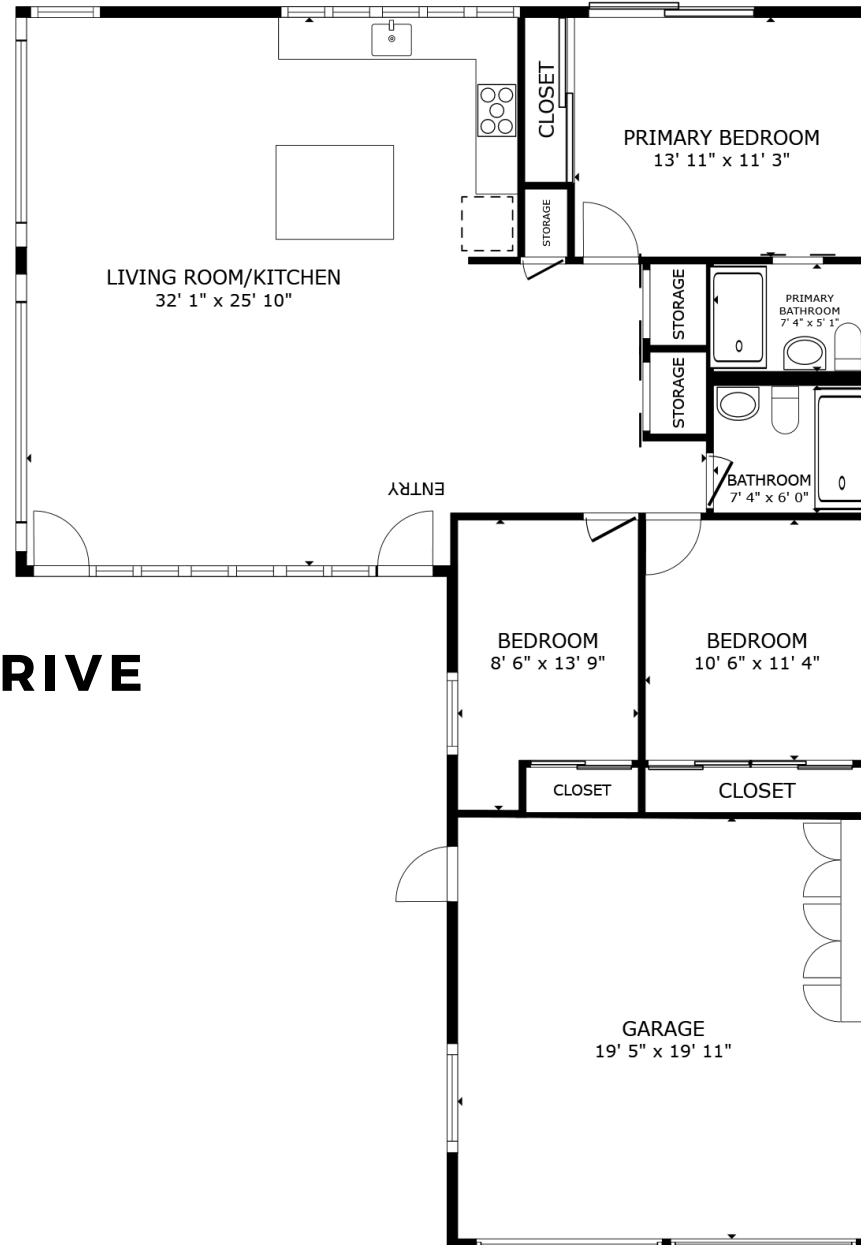 CLOSET
PRIMARY BEDROOM
13' 11" x 11' 3"
STORAGE
LIVING ROOM/KITCHEN
32' 1" x 25' 10"
STORAGE
PRIMARY
BATHROOM
7' 4" x 5' 1"
STORAGE
ENTRY
BATHROOM
7' 4" x 6' 0"
BEDROOM
8' 6" x 13' 9"
BEDROOM
10' 6" x 11' 4"
RIVE
CLOSET
CLOSET
GARAGE
19' 5" x 19' 11"